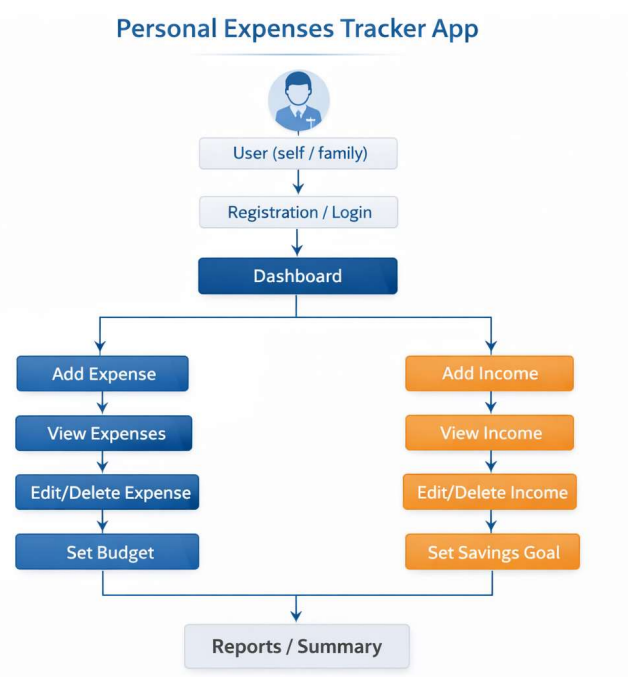 Personal Expenses Tracker App
User (self / family)
Registration / Login
Dashboard
Add Expense
View Expenses
Edit/Delete Expense
Set Budget
Add Income
View Income
Edit/Delete Income
Set Savings Goal
Reports / Summary